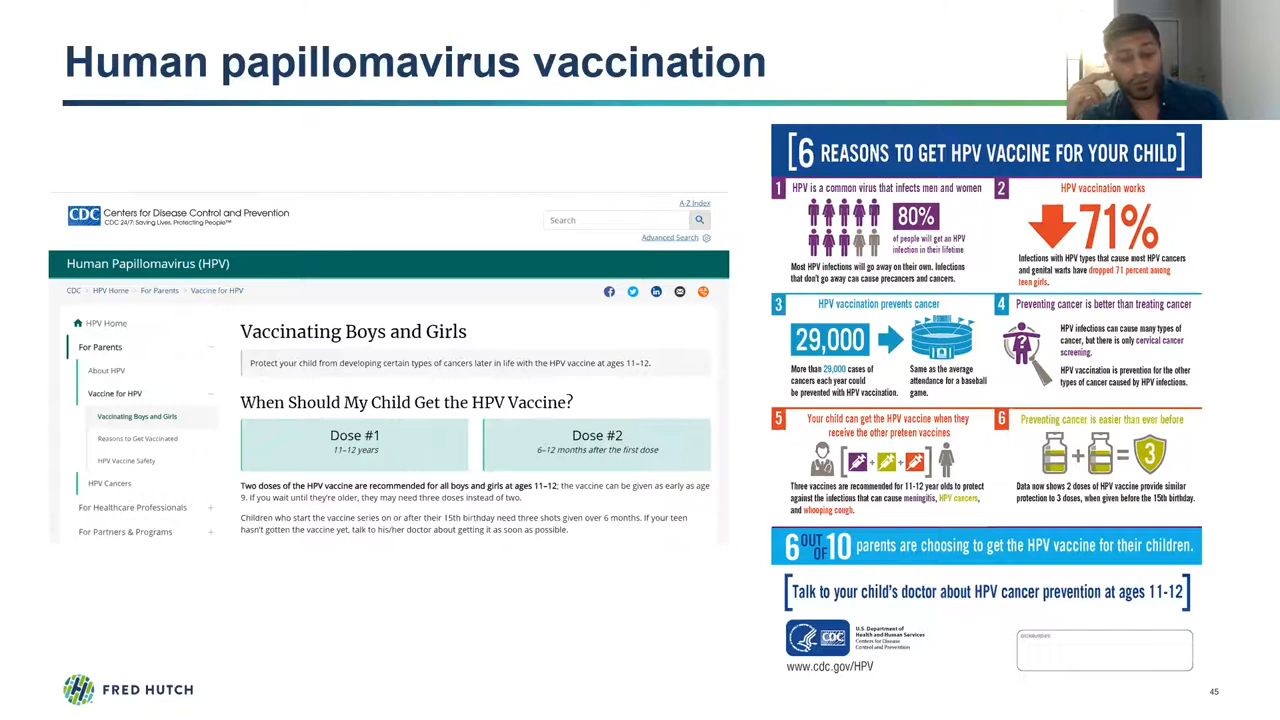 Human papillomavirus vaccination
CDC
Centers for Disease Control and Prevention
CDC 24/7: Saving Lives, Protecting People™
A-Z Index
Search
Advanced Search
Human Papillomavirus (HPV)
CDC > HPV Home > For Parents > Vaccine for HPV
HPV Home
For Parents
About HPV
Vaccine for HPV
Vaccinating Boys and Girls
Reasons to Get Vaccinated
HPV Vaccine Safety
HPV Cancers
For Healthcare Professionals
For Partners & Programs
Vaccinating Boys and Girls
Protect your child from developing certain types of cancers later in life with the HPV vaccine at ages 11–12.
When Should My Child Get the HPV Vaccine?
Dose #1
11–12 years
Dose #2
6–12 months after the first dose
Two doses of the HPV vaccine are recommended for all boys and girls at ages 11–12; the vaccine can be given as early as age
9. If you wait until they're older, they may need three doses instead of two.
Children who start the vaccine series on or after their 15th birthday need three shots given over 6 months. If your teen
hasn't gotten the vaccine yet, talk to his/her doctor about getting it as soon as possible.
[6 REASONS TO GET HPV VACCINE FOR YOUR CHILD]
1 HPV is a common virus that infects men and women
80%
of people will get an HPV
infection in their lifetime
Most HPV infections will go away on their own. Infections
that don't go away can cause precancers and cancers.
2 HPV vaccination works
71%
Infections with HPV types that cause most HPV cancers
and genital warts have dropped 71 percent among
teen girls.
3 HPV vaccination prevents cancer
29,000
More than 29,000 cases of
cancers each year could
be prevented with HPV vaccination.
Same as the average
attendance for a baseball
game.
4 Preventing cancer is better than treating cancer
?
HPV infections can cause many types of
cancer, but there is only cervical cancer
screening.
HPV vaccination is prevention for the other
types of cancer caused by HPV infections.
5 Your child can get the HPV vaccine when they
receive the other preteen vaccines
+ +
Three vaccines are recommended for 11-12 year olds to protect
against the infections that can cause meningitis, HPV cancers,
and whooping cough.
6 Preventing cancer is easier than ever before
+ = 3
Data now shows 2 doses of HPV vaccine provide similar
protection to 3 doses, when given before the 15th birthday.
6 OUT OF 10 parents are choosing to get the HPV vaccine for their children.
[Talk to your child's doctor about HPV cancer prevention at ages 11-12]
CDC
U.S. Department of
Health and Human Services
Centers for Disease
Control and Prevention
www.cdc.gov/HPV
FRED HUTCH
45